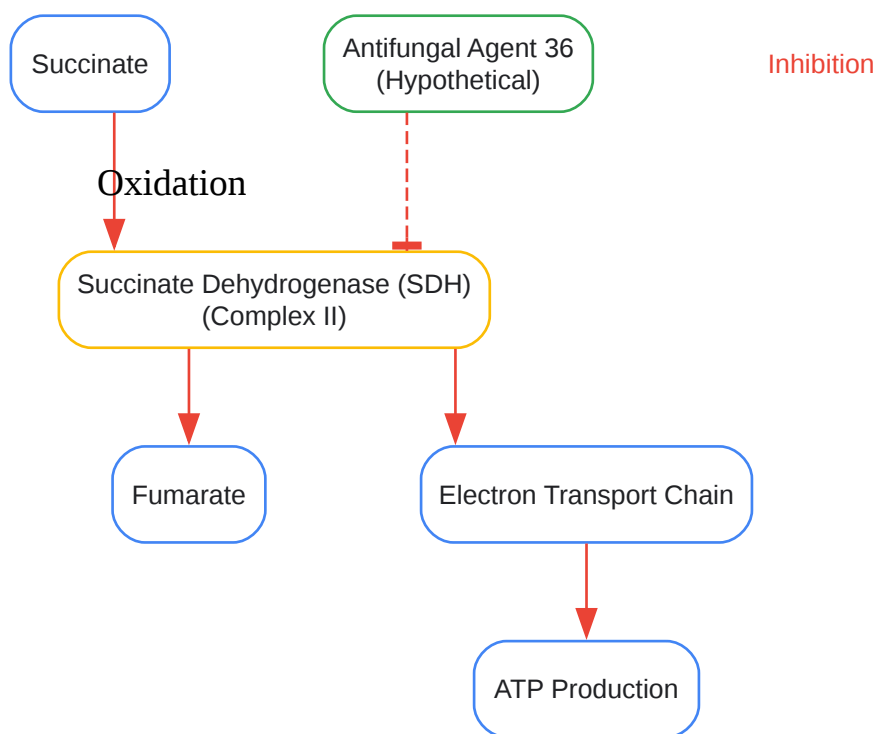 Succinate
Antifungal Agent 36
(Hypothetical)
Inhibition
Oxidation
Succinate Dehydrogenase (SDH)
(Complex II)
Fumarate
Electron Transport Chain
ATP Production